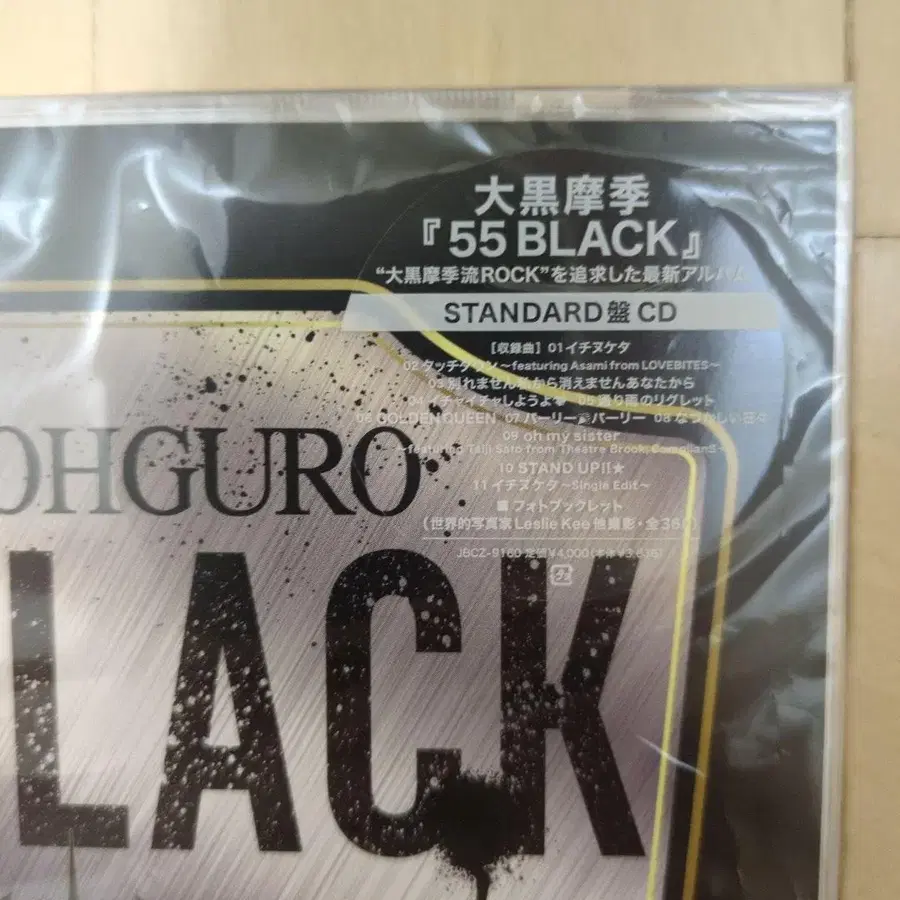 大黒摩季
『55 BLACK』
“大黒摩季流ROCK”を追求した最新アルバム
STANDARD盤 CD
[収録曲] 01 イチヌケタ
02 タッチダウン〜featuring Asami from LOVEBITES〜
03 別れません私から消えませんあなたから
04 イチャイチャしようよ 05 通り雨のリグレット
06 GOLDEN QUEEN 07 パーリー パーリー 08 なつかしい日々
09 oh my sister
〜featuring Taiji Sato from Theatre Brook,
10 STAND UP!!★
11 イチヌケタ〜Single Edit〜
■ フォトブックレット
(世界的写真家 Leslie Kee 他撮影・全36P)
JBCZ-9160 定価¥4,000(本体¥3,636)
OHGURO
LACK